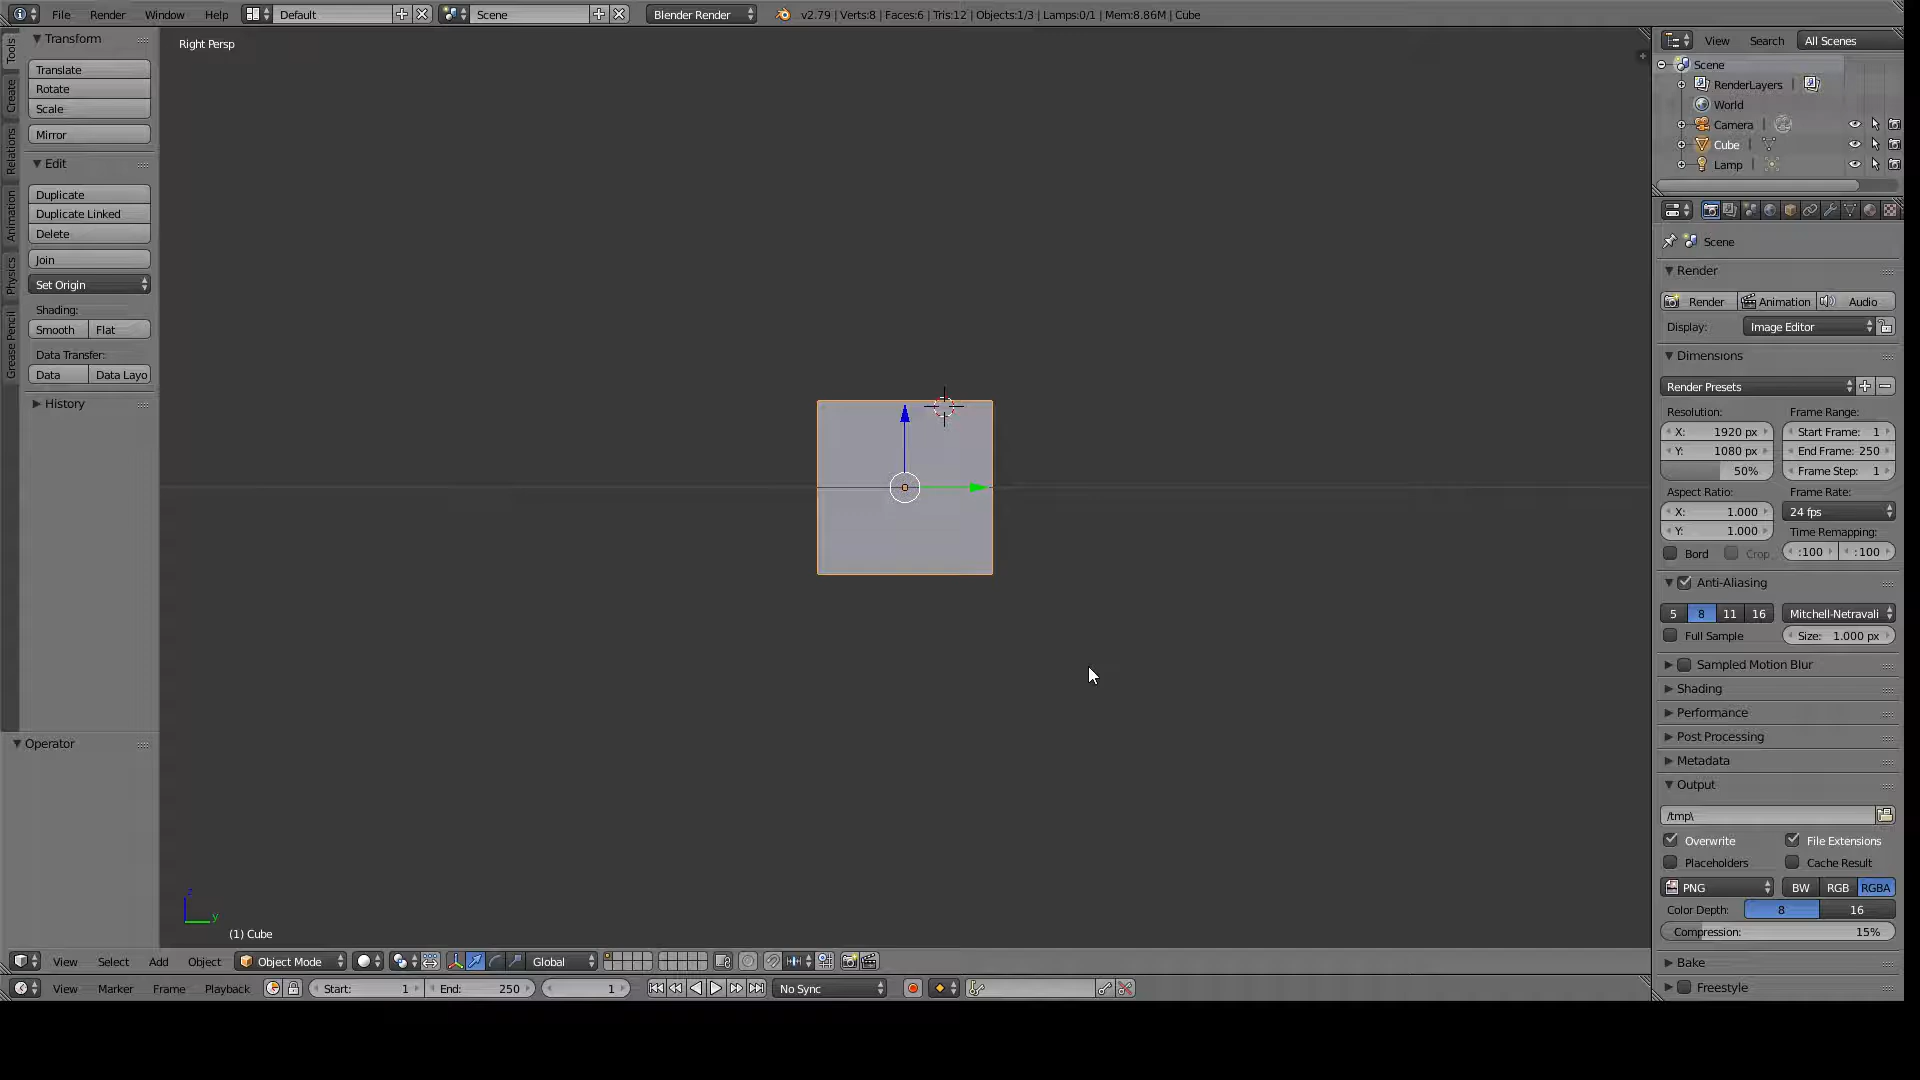 File Render Window Help Default Scene Blender Render v2.79 | Verts:8 | Faces:6 | Tris:12 | Objects:1/3 | Lamps:0/1 | Mem:8.86M | Cube
Right Persp
Tools
Create
Relations
Animation
Physics
Grease Pencil
Transform
Translate
Rotate
Scale
Mirror
Edit
Duplicate
Duplicate Linked
Delete
Join
Set Origin
Shading:
Smooth Flat
Data Transfer:
Data Data Layo
History
Operator
z
y
(1) Cube
View Select Add Object Object Mode Global
View Marker Frame Playback Start: 1 End: 250 1 No Sync
View Search All Scenes
Scene
RenderLayers |
World
Camera |
Cube |
Lamp |
Scene
Render
Render Animation Audio
Display: Image Editor
Dimensions
Render Presets
Resolution: Frame Range:
X: 1920 px Start Frame: 1
Y: 1080 px End Frame: 250
50% Frame Step: 1
Aspect Ratio: Frame Rate:
X: 1.000 24 fps
Y: 1.000 Time Remapping:
Bord Crop :100 :100
Anti-Aliasing
5 8 11 16 Mitchell-Netravali
Full Sample Size: 1.000 px
Sampled Motion Blur
Shading
Performance
Post Processing
Metadata
Output
/tmp\
Overwrite File Extensions
Placeholders Cache Result
PNG BW RGB RGBA
Color Depth: 8 16
Compression: 15%
Bake
Freestyle